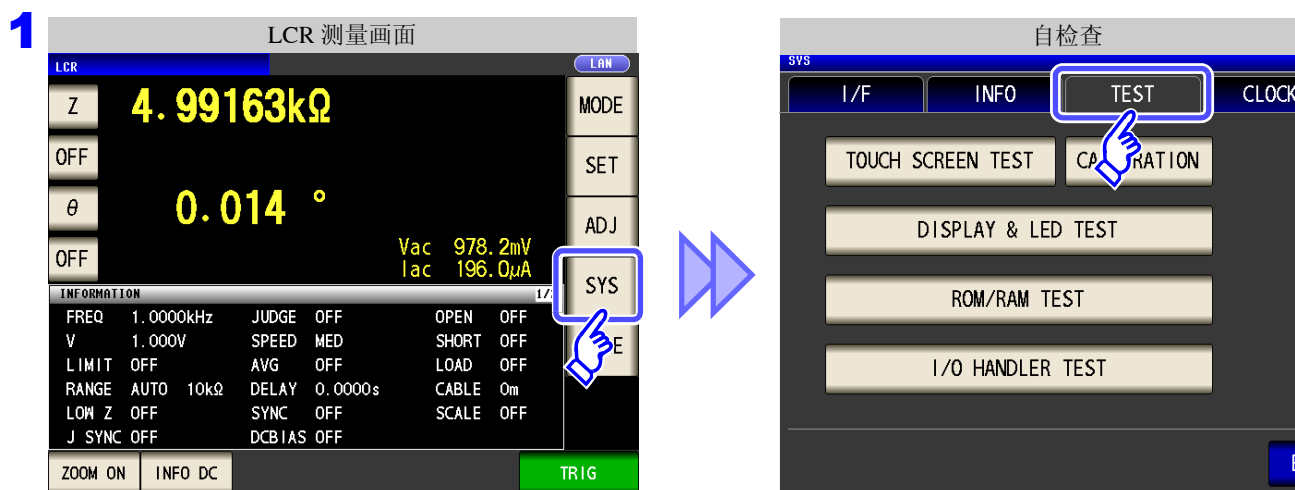 1
LCR 测量画面
LCR
LAN
Z
4.99163kΩ
MODE
OFF
SET
θ
0.014 °
ADJ
OFF
Vac 978.2mV
Iac 196.0μA
SYS
INFORMATION
FREQ 1.0000kHz JUDGE OFF OPEN OFF
V 1.000V SPEED MED SHORT OFF
LIMIT OFF AVG OFF LOAD OFF
RANGE AUTO 10kΩ DELAY 0.0000s CABLE 0m
LOW Z OFF SYNC OFF SCALE OFF
J SYNC OFF DCBIAS OFF
ZOOM ON INFO DC TRIG
自检查
SYS
I/F INFO TEST CLOCK
TOUCH SCREEN TEST
DISPLAY & LED TEST
ROM/RAM TEST
I/O HANDLER TEST